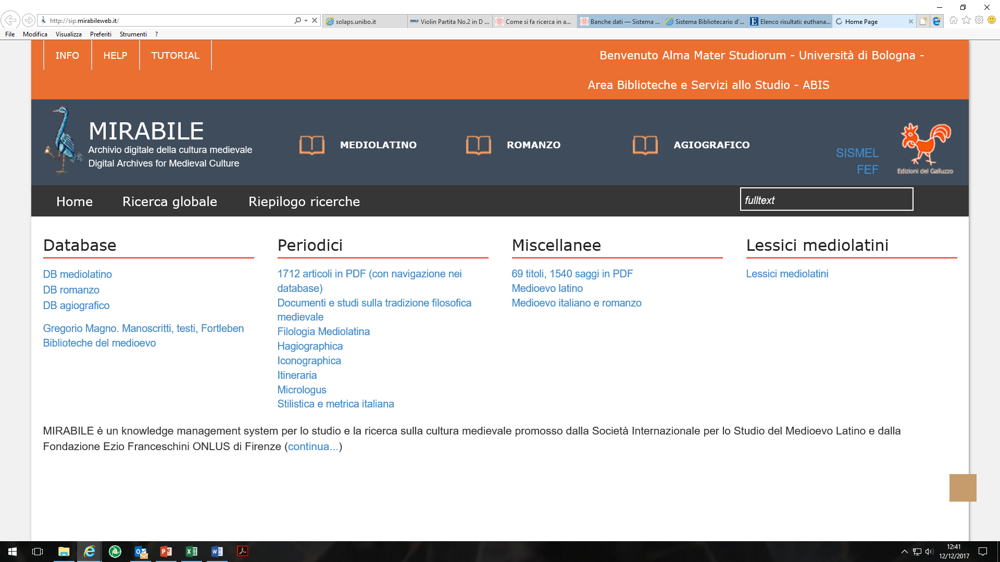 http://sip.mirabileweb.it/
solaps.unibo.it
IMSLP Violin Partita No.2 in D ...
Come si fa ricerca in a...
Banche dati — Sistema ...
Sistema Bibliotecario d'...
Elenco risultati: euthana...
Home Page
File Modifica Visualizza Preferiti Strumenti ?
INFO HELP TUTORIAL
Benvenuto Alma Mater Studiorum - Università di Bologna -
Area Biblioteche e Servizi allo Studio - ABIS
MIRABILE
Archivio digitale della cultura medievale
Digital Archives for Medieval Culture
MEDIOLATINO
ROMANZO
AGIOGRAFICO
SISMEL
FEF
Edizioni del Galluzzo
Home Ricerca globale Riepilogo ricerche
fulltext
Database
DB mediolatino
DB romanzo
DB agiografico
Gregorio Magno. Manoscritti, testi, Fortleben
Biblioteche del medioevo
Periodici
1712 articoli in PDF (con navigazione nei
database)
Documenti e studi sulla tradizione filosofica
medievale
Filologia Mediolatina
Hagiographica
Iconographica
Itineraria
Micrologus
Stilistica e metrica italiana
Miscellanee
69 titoli, 1540 saggi in PDF
Medioevo latino
Medioevo italiano e romanzo
Lessici mediolatini
Lessici mediolatini
MIRABILE è un knowledge management system per lo studio e la ricerca sulla cultura medievale promosso dalla Società Internazionale per lo Studio del Medioevo Latino e dalla
Fondazione Ezio Franceschini ONLUS di Firenze (continua...)
12:41
12/12/2017